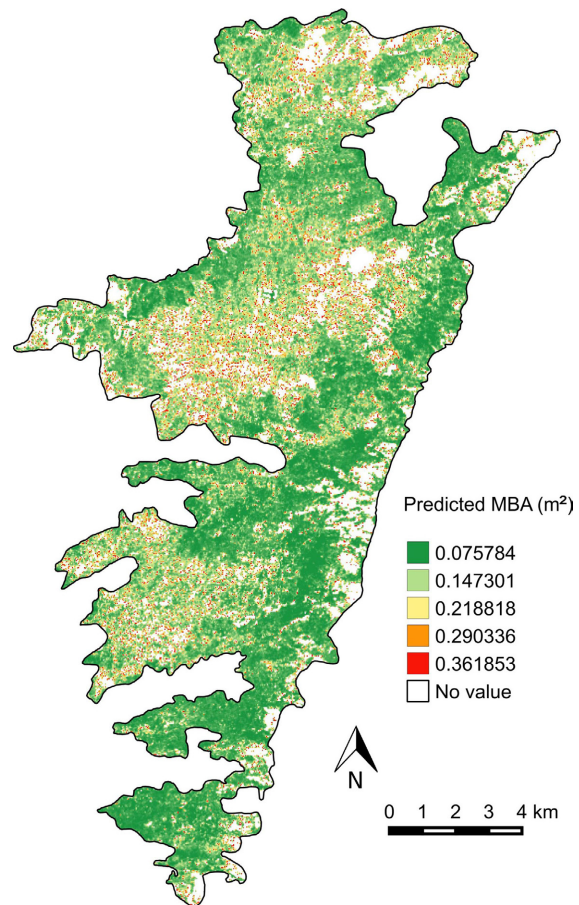 Predicted MBA (m²)
0.075784
0.147301
0.218818
0.290336
0.361853
No value
N
0 1 2 3 4 km